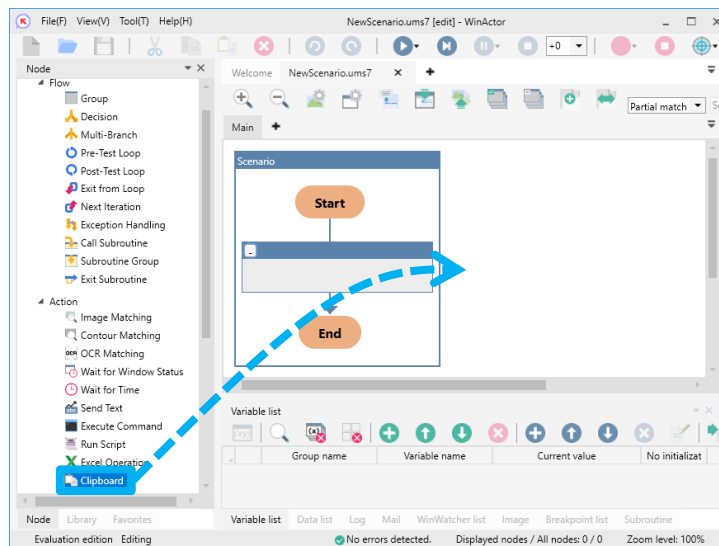 File(F) View(V) Tool(T) Help(H) NewScenario.ums7 [edit] - WinActor
+0
Node
Welcome NewScenario.ums7
Flow
Group
Decision
Multi-Branch
Pre-Test Loop
Post-Test Loop
Exit from Loop
Next Iteration
Exception Handling
Call Subroutine
Subroutine Group
Exit Subroutine
Action
Image Matching
Contour Matching
OCR OCR Matching
Wait for Window Status
Wait for Time
Send Text
Execute Command
Run Script
Excel Operation
Clipboard
Partial match
Main
Scenario
Start
End
Variable list
Group name Variable name Current value No initializat
Node Library Favorites
Variable list Data list Log Mail WinWatcher list Image Breakpoint list Subroutine
Evaluation edition Editing No errors detected. Displayed nodes / All nodes: 0 / 0 Zoom level: 100%